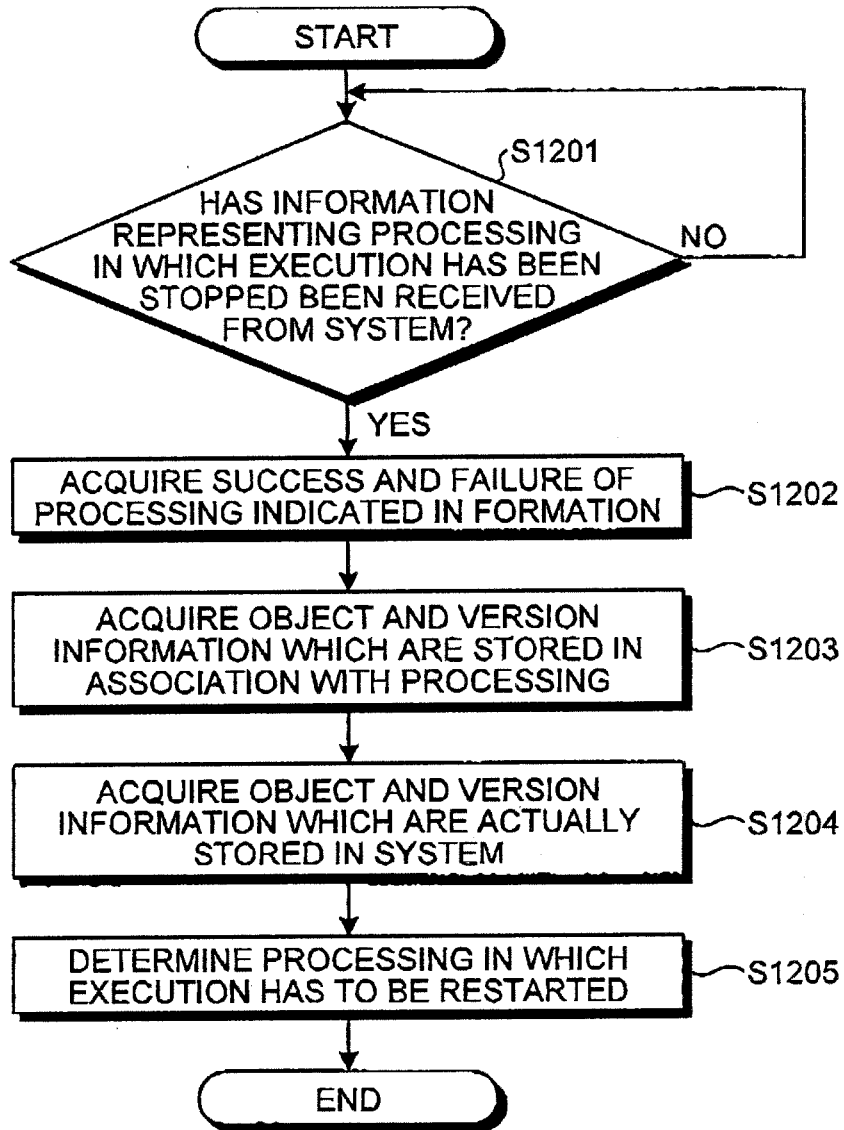 START
S1201
HAS INFORMATION
REPRESENTING PROCESSING
IN WHICH EXECUTION HAS BEEN
STOPPED BEEN RECEIVED
FROM SYSTEM?
NO
YES
ACQUIRE SUCCESS AND FAILURE OF
PROCESSING INDICATED IN FORMATION
S1202
ACQUIRE OBJECT AND VERSION
INFORMATION WHICH ARE STORED IN
ASSOCIATION WITH PROCESSING
S1203
ACQUIRE OBJECT AND VERSION
INFORMATION WHICH ARE ACTUALLY
STORED IN SYSTEM
S1204
DETERMINE PROCESSING IN WHICH
EXECUTION HAS TO BE RESTARTED
S1205
END